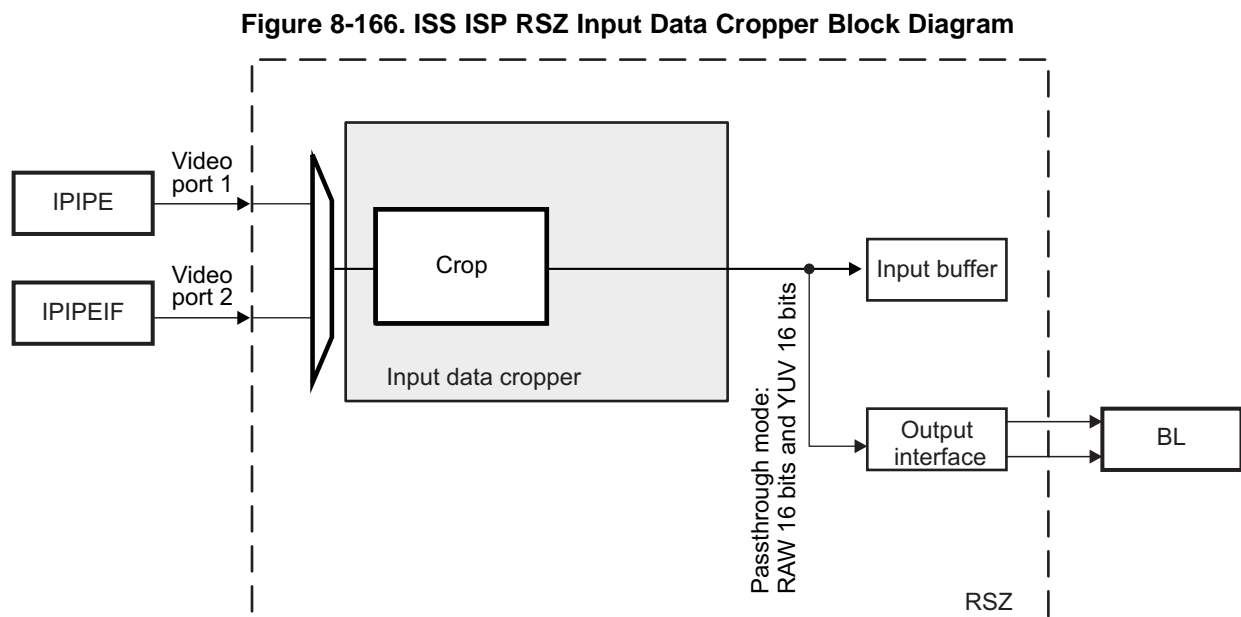 Figure 8-166. ISS ISP RSZ Input Data Cropper Block Diagram
Video
port 1
IPIPE
Video
port 2
IPIPEIF
Crop
Input data cropper
Input buffer
Passthrough mode:
RAW 16 bits and YUV 16 bits
Output
interface
BL
RSZ